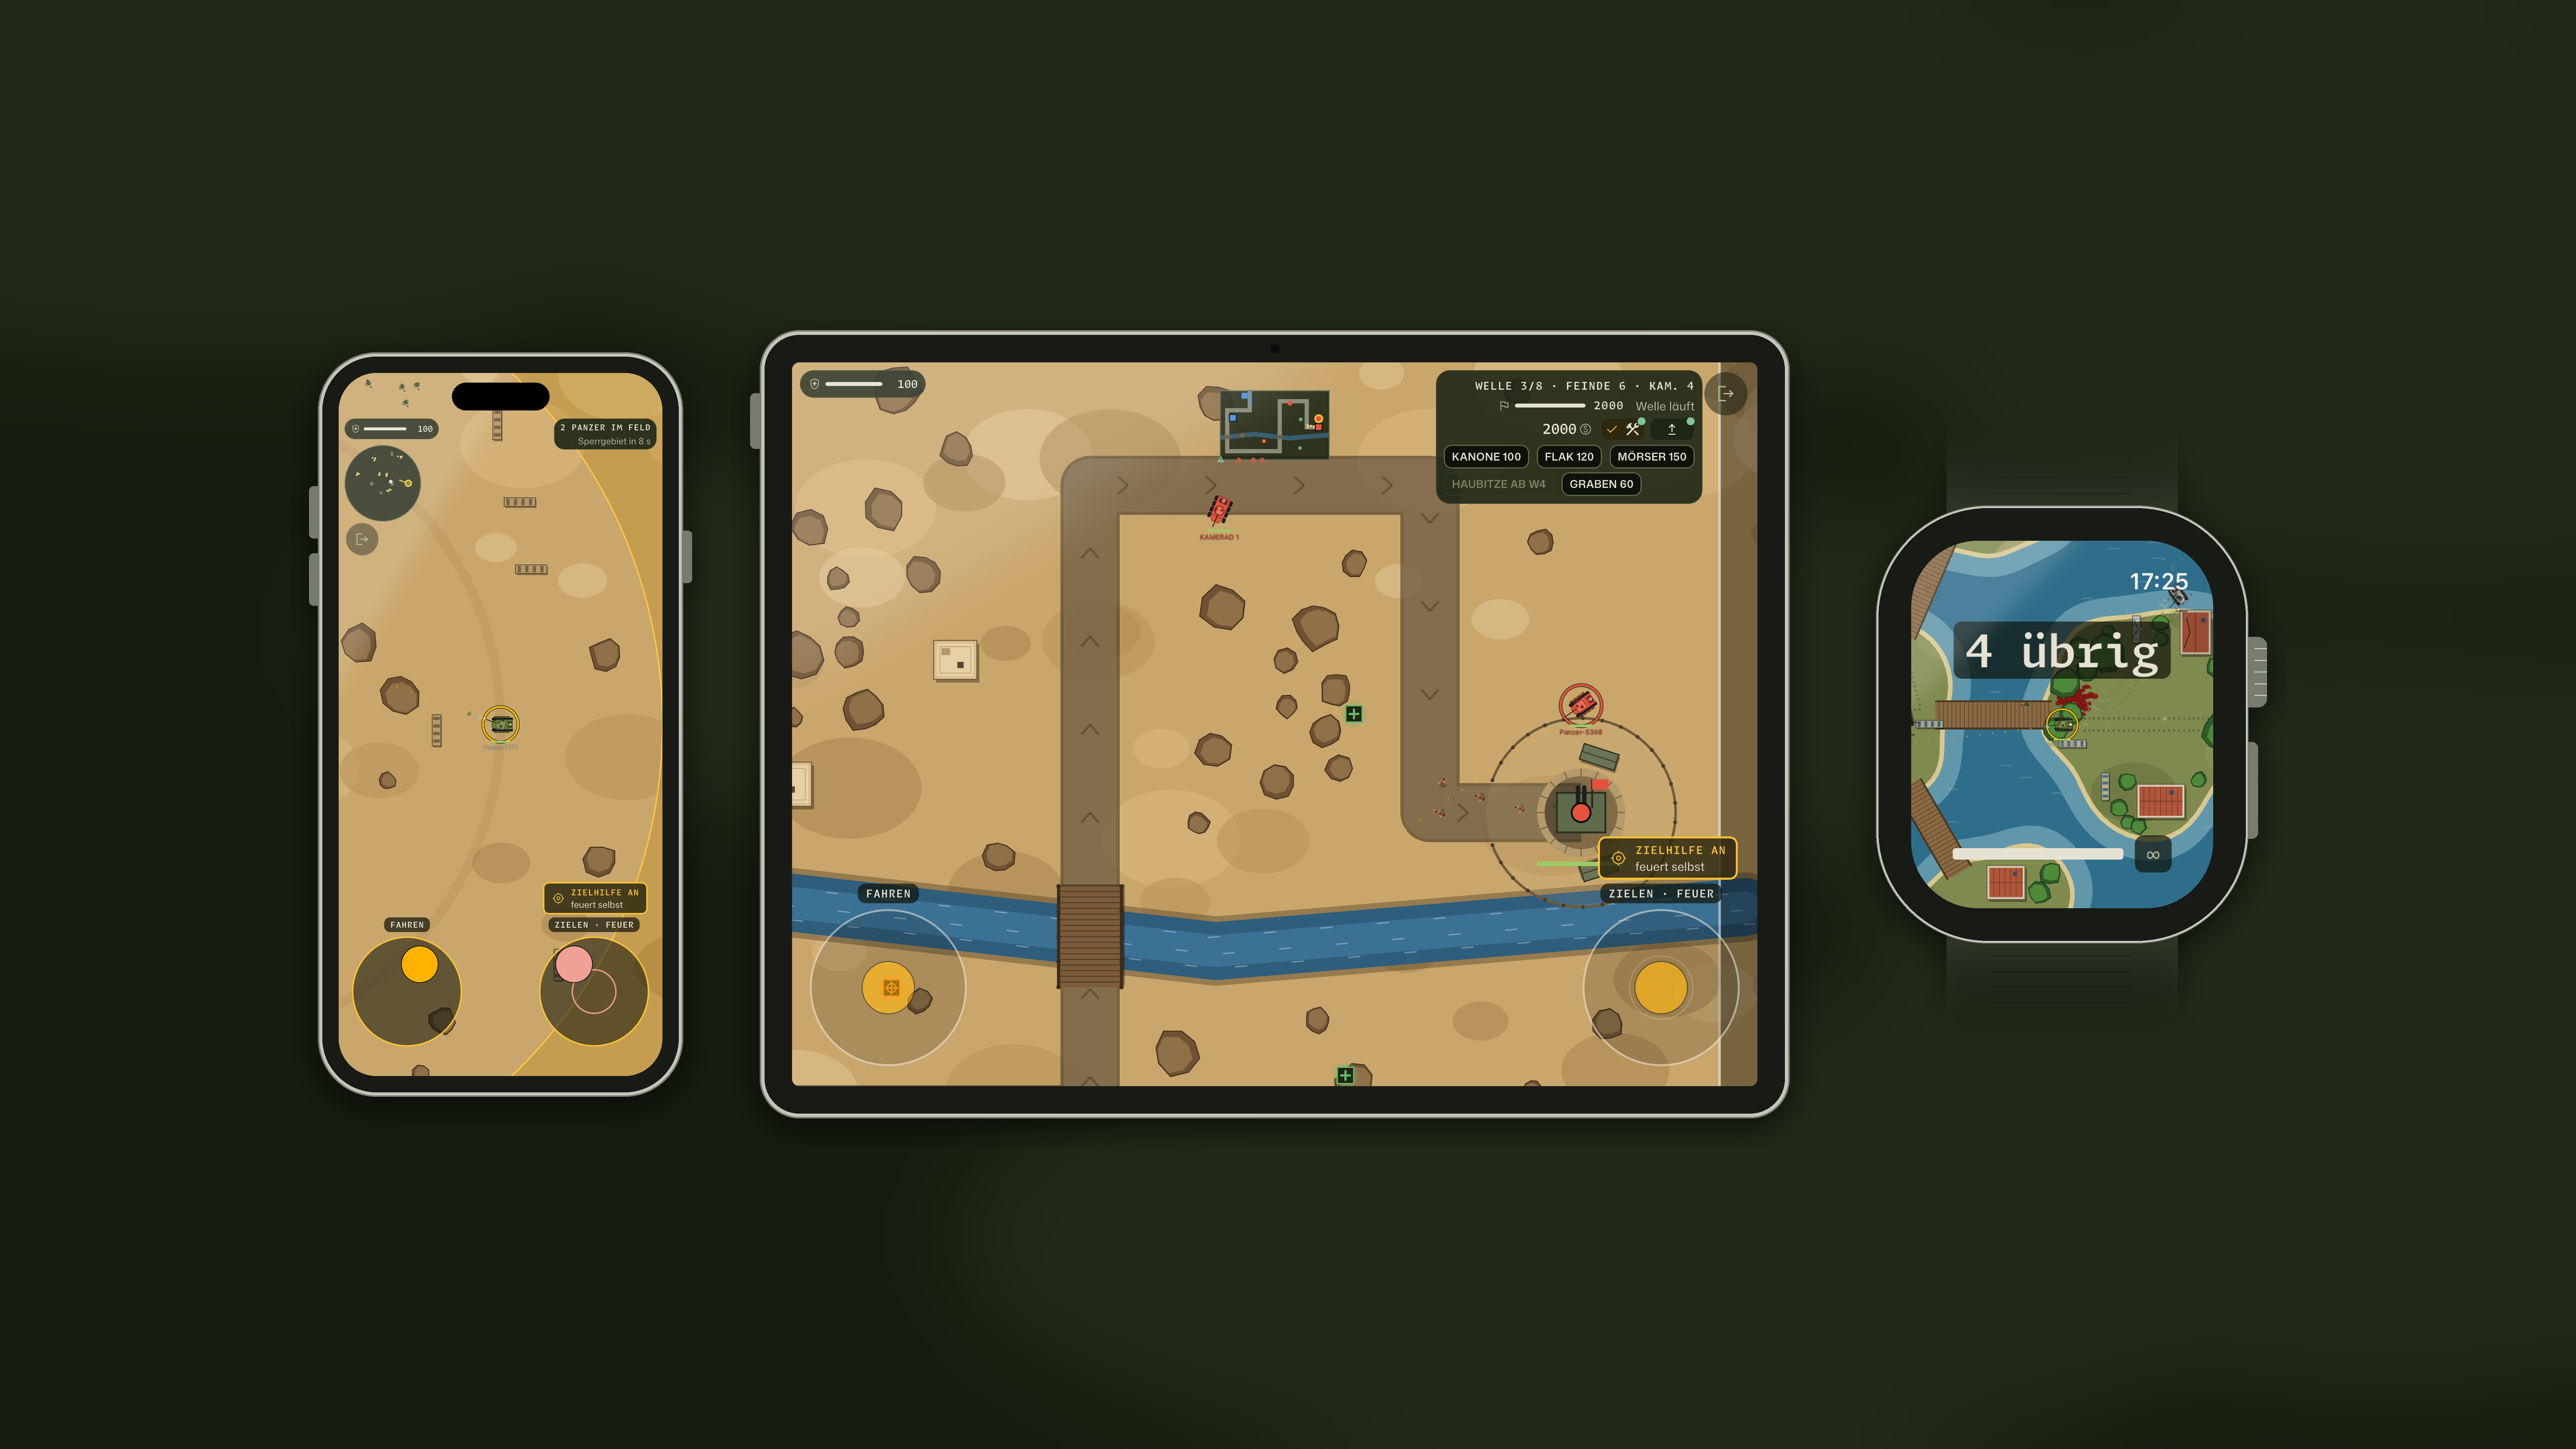 100
2 PANZER IM FELD
Sperrgebiet in 8 s
ZIELHILFE AN
feuert selbst
FAHREN
ZIELEN · FEUER
100
WELLE 3/8 · FEINDE 6 · KAM. 4
2000 Welle läuft
2000
KANONE 100 FLAK 120 MÖRSER 150
HAUBITZE AB W4 GRABEN 60
KAMERAD 1
Panzer-5348
ZIELHILFE AN
feuert selbst
FAHREN
ZIELEN · FEUER
17:25
4 übrig
∞